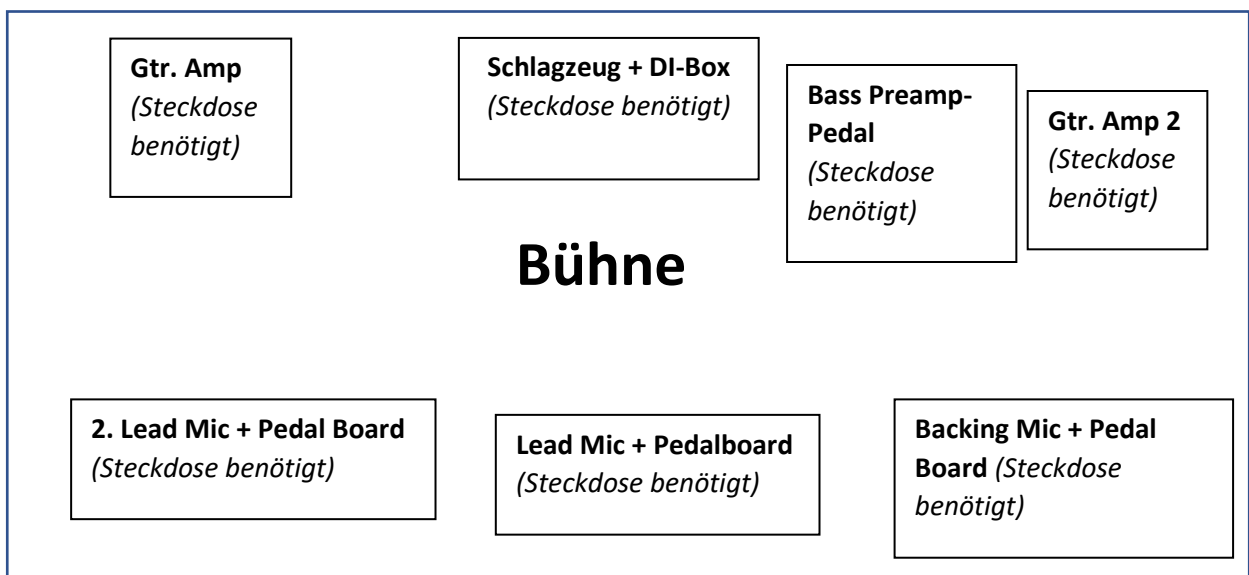 Gtr. Amp
(Steckdose
benötigt)
Schlagzeug + DI-Box
(Steckdose benötigt)
Bass Preamp-
Pedal
(Steckdose
benötigt)
Gtr. Amp 2
(Steckdose
benötigt)
Bühne
2. Lead Mic + Pedal Board
(Steckdose benötigt)
Lead Mic + Pedalboard
(Steckdose benötigt)
Backing Mic + Pedal
Board (Steckdose
benötigt)